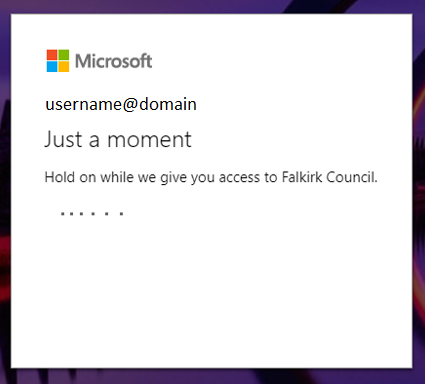 Microsoft
username@domain
Just a moment
Hold on while we give you access to Falkirk Council.